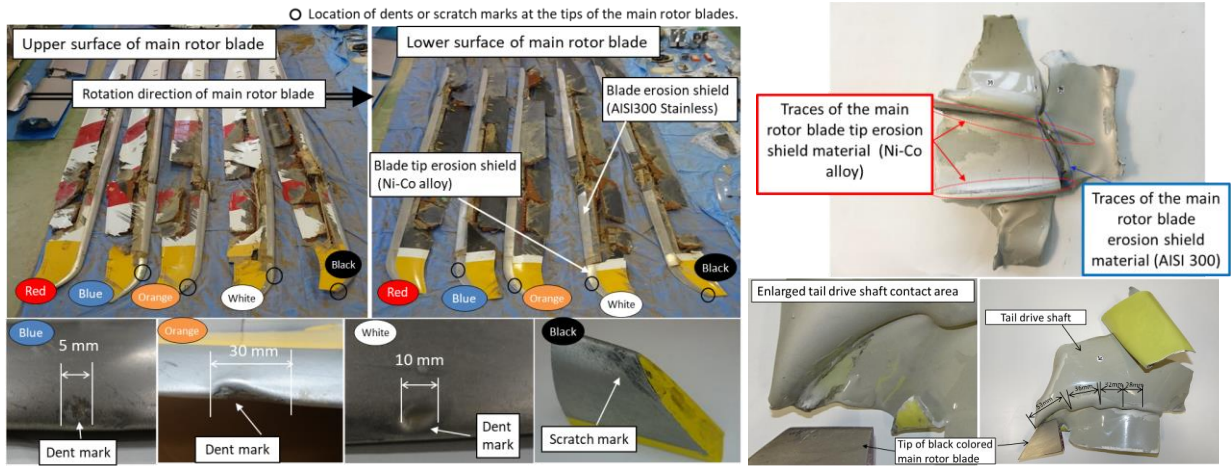 Location of dents or scratch marks at the tips of the main rotor blades.
Upper surface of main rotor blade
Lower surface of main rotor blade
Rotation direction of main rotor blade
Blade erosion shield
(AISI300 Stainless)
Blade tip erosion shield
(Ni-Co alloy)
Red
Blue
Orange
White
Black
Red
Blue
Orange
White
Black
Blue
5 mm
Dent mark
Orange
30 mm
Dent mark
White
10 mm
Dent
mark
Black
Scratch mark
Traces of the main
rotor blade tip erosion
shield material (Ni-Co
alloy)
Traces of the main
rotor blade
erosion shield
material (AISI 300)
Enlarged tail drive shaft contact area
Tip of black colored
main rotor blade
Tail drive shaft
36mm
32mm
28mm